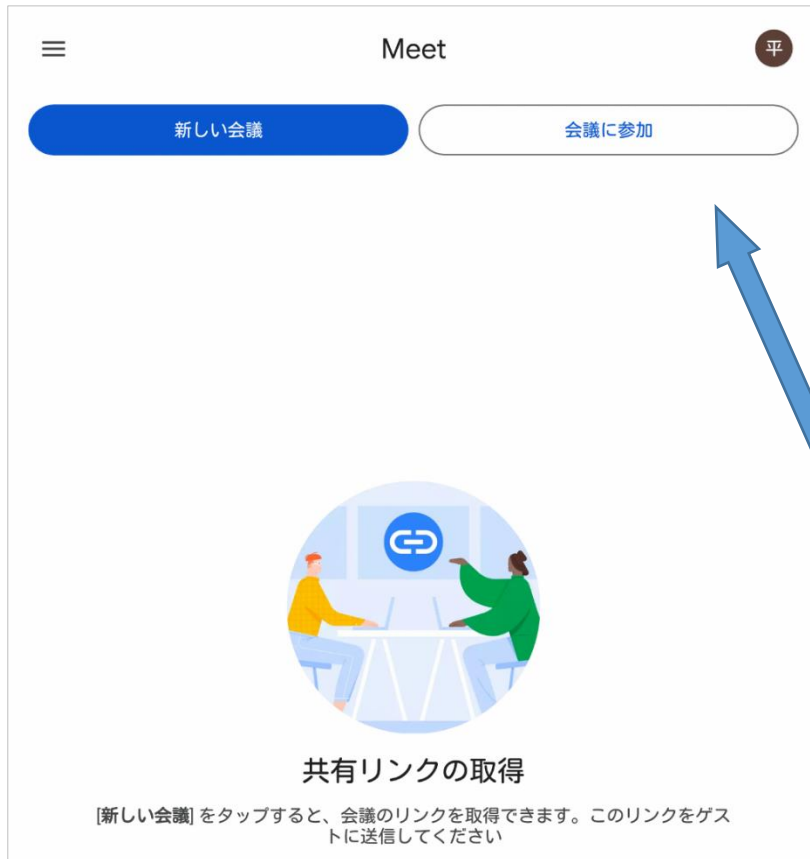 Meet
平
新しい会議
会議に参加
共有リンクの取得
[新しい会議] をタップすると、会議のリンクを取得できます。このリンクをゲス
トに送信してください